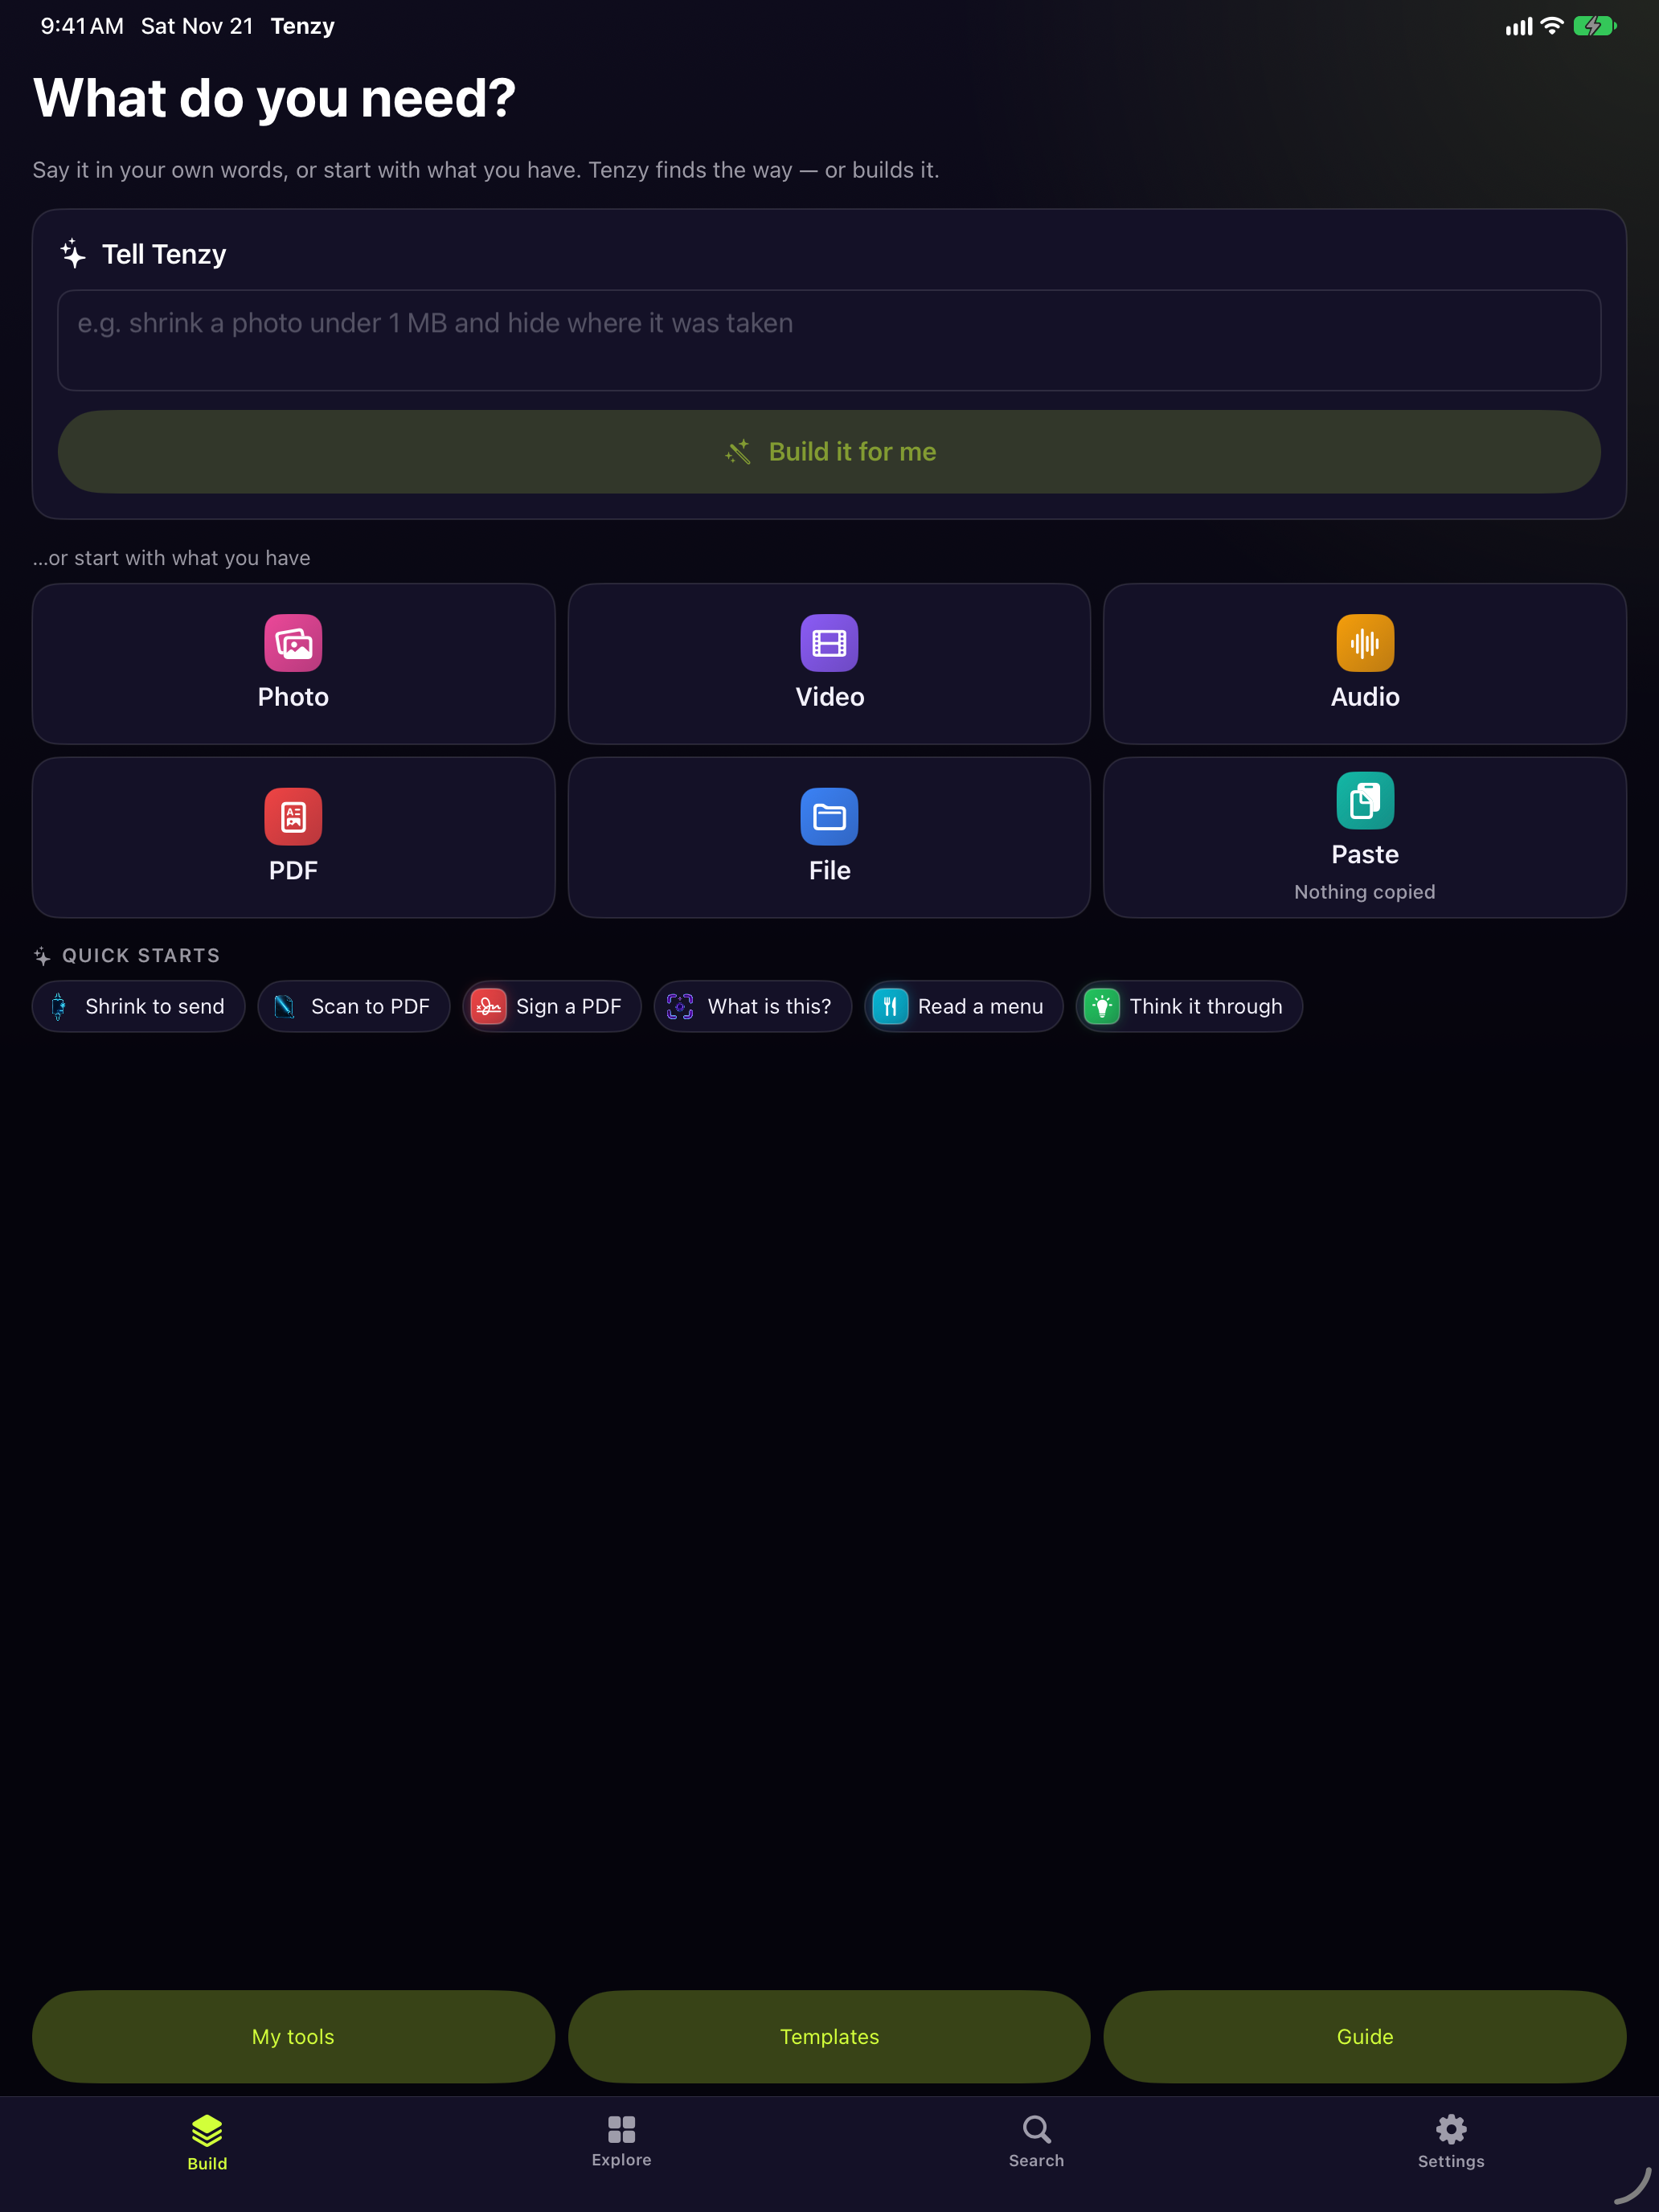 9:41 AM Sat Nov 21 Tenzy
What do you need?
Say it in your own words, or start with what you have. Tenzy finds the way — or builds it.
Tell Tenzy
e.g. shrink a photo under 1 MB and hide where it was taken
Build it for me
...or start with what you have
Photo
Video
Audio
PDF
File
Paste
Nothing copied
QUICK STARTS
Shrink to send
Scan to PDF
Sign a PDF
What is this?
Read a menu
Think it through
My tools
Templates
Guide
Build
Explore
Search
Settings